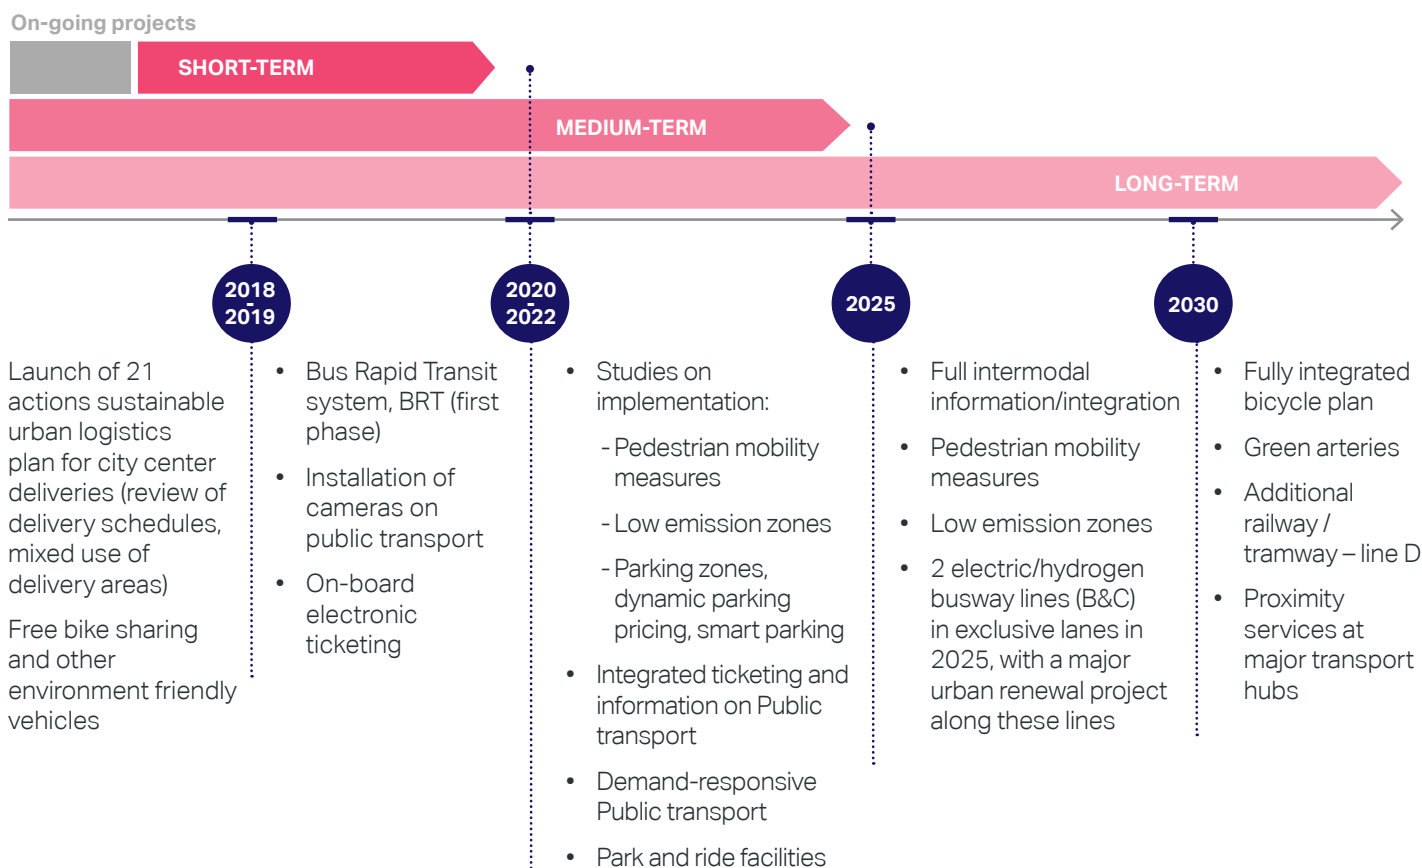 On-going projects
SHORT-TERM
MEDIUM-TERM
LONG-TERM
2018
-
2019
2020
-
2022
2025
2030
Launch of 21
actions sustainable
urban logistics
plan for city center
deliveries (review of
delivery schedules,
mixed use of
delivery areas)
Free bike sharing
and other
environment friendly
vehicles
• Bus Rapid Transit
system, BRT (first
phase)
• Installation of
cameras on
public transport
• On-board
electronic
ticketing
• Studies on
implementation:
- Pedestrian mobility
measures
- Low emission zones
- Parking zones,
dynamic parking
pricing, smart parking
• Integrated ticketing and
information on Public
transport
• Demand-responsive
Public transport
• Park and ride facilities
• Full intermodal
information/integration
• Pedestrian mobility
measures
• Low emission zones
• 2 electric/hydrogen
busway lines (B&C)
in exclusive lanes in
2025, with a major
urban renewal project
along these lines
• Fully integrated
bicycle plan
• Green arteries
• Additional
railway /
tramway – line D
• Proximity
services at
major transport
hubs